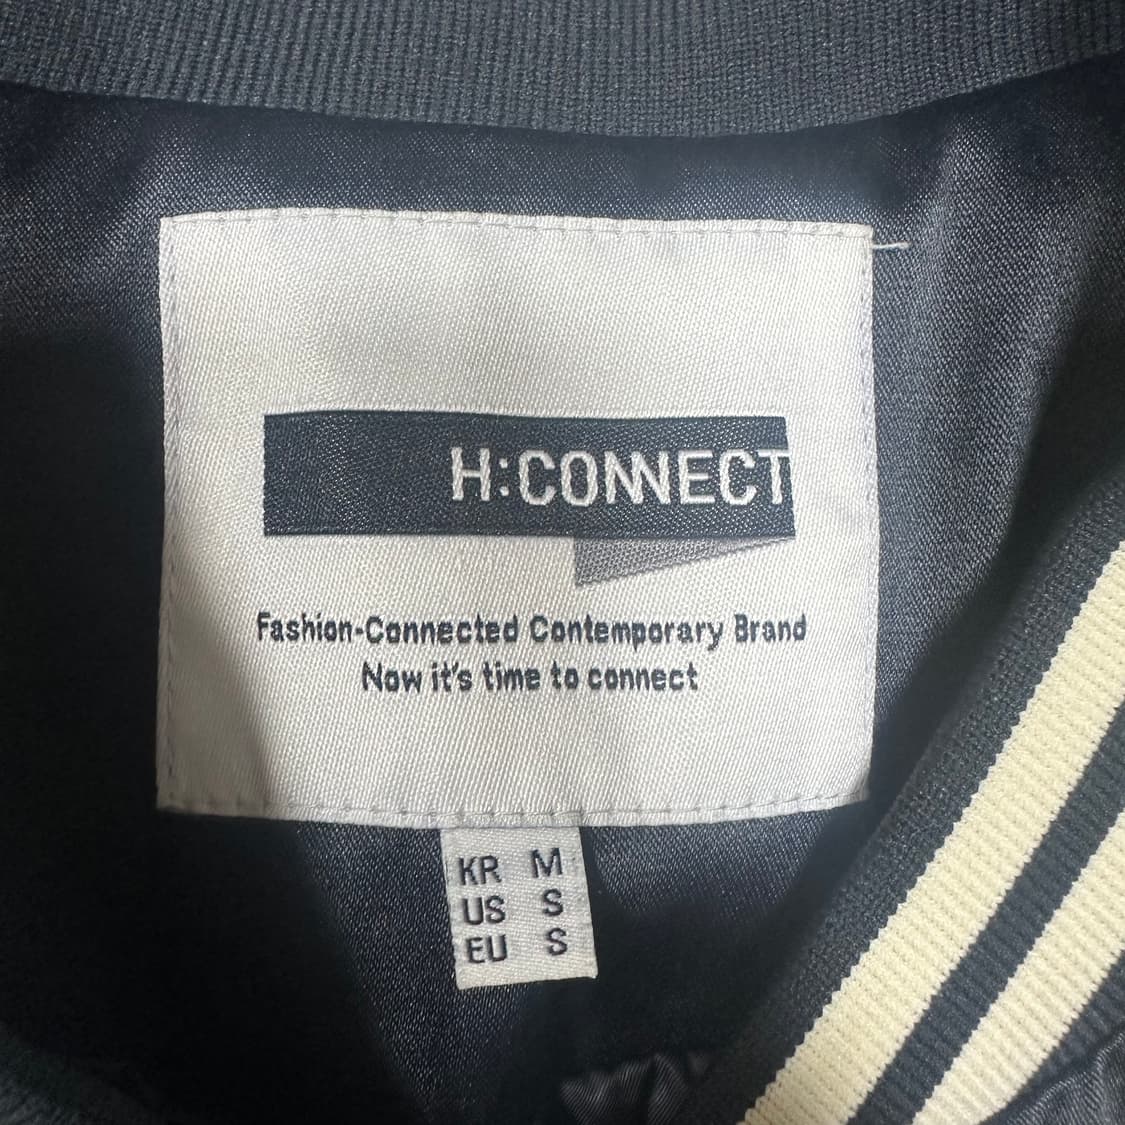 H:CONNECT
Fashion-Connected Contemporary Brand
Now it's time to connect
KR M
US S
EU S